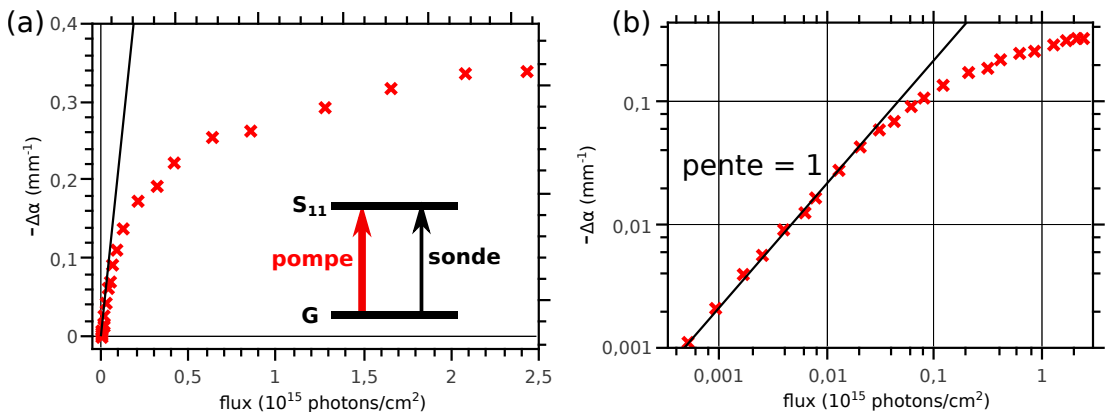 (a)
0,4
0,3
0,2
0,1
0
-Δα (mm⁻¹)
S₁₁
pompe
sonde
G
0
0,5
1
1,5
2
2,5
flux (10¹⁵ photons/cm²)
(b)
0,1
0,01
0,001
-Δα (mm⁻¹)
pente = 1
0,001
0,01
0,1
1
flux (10¹⁵ photons/cm²)